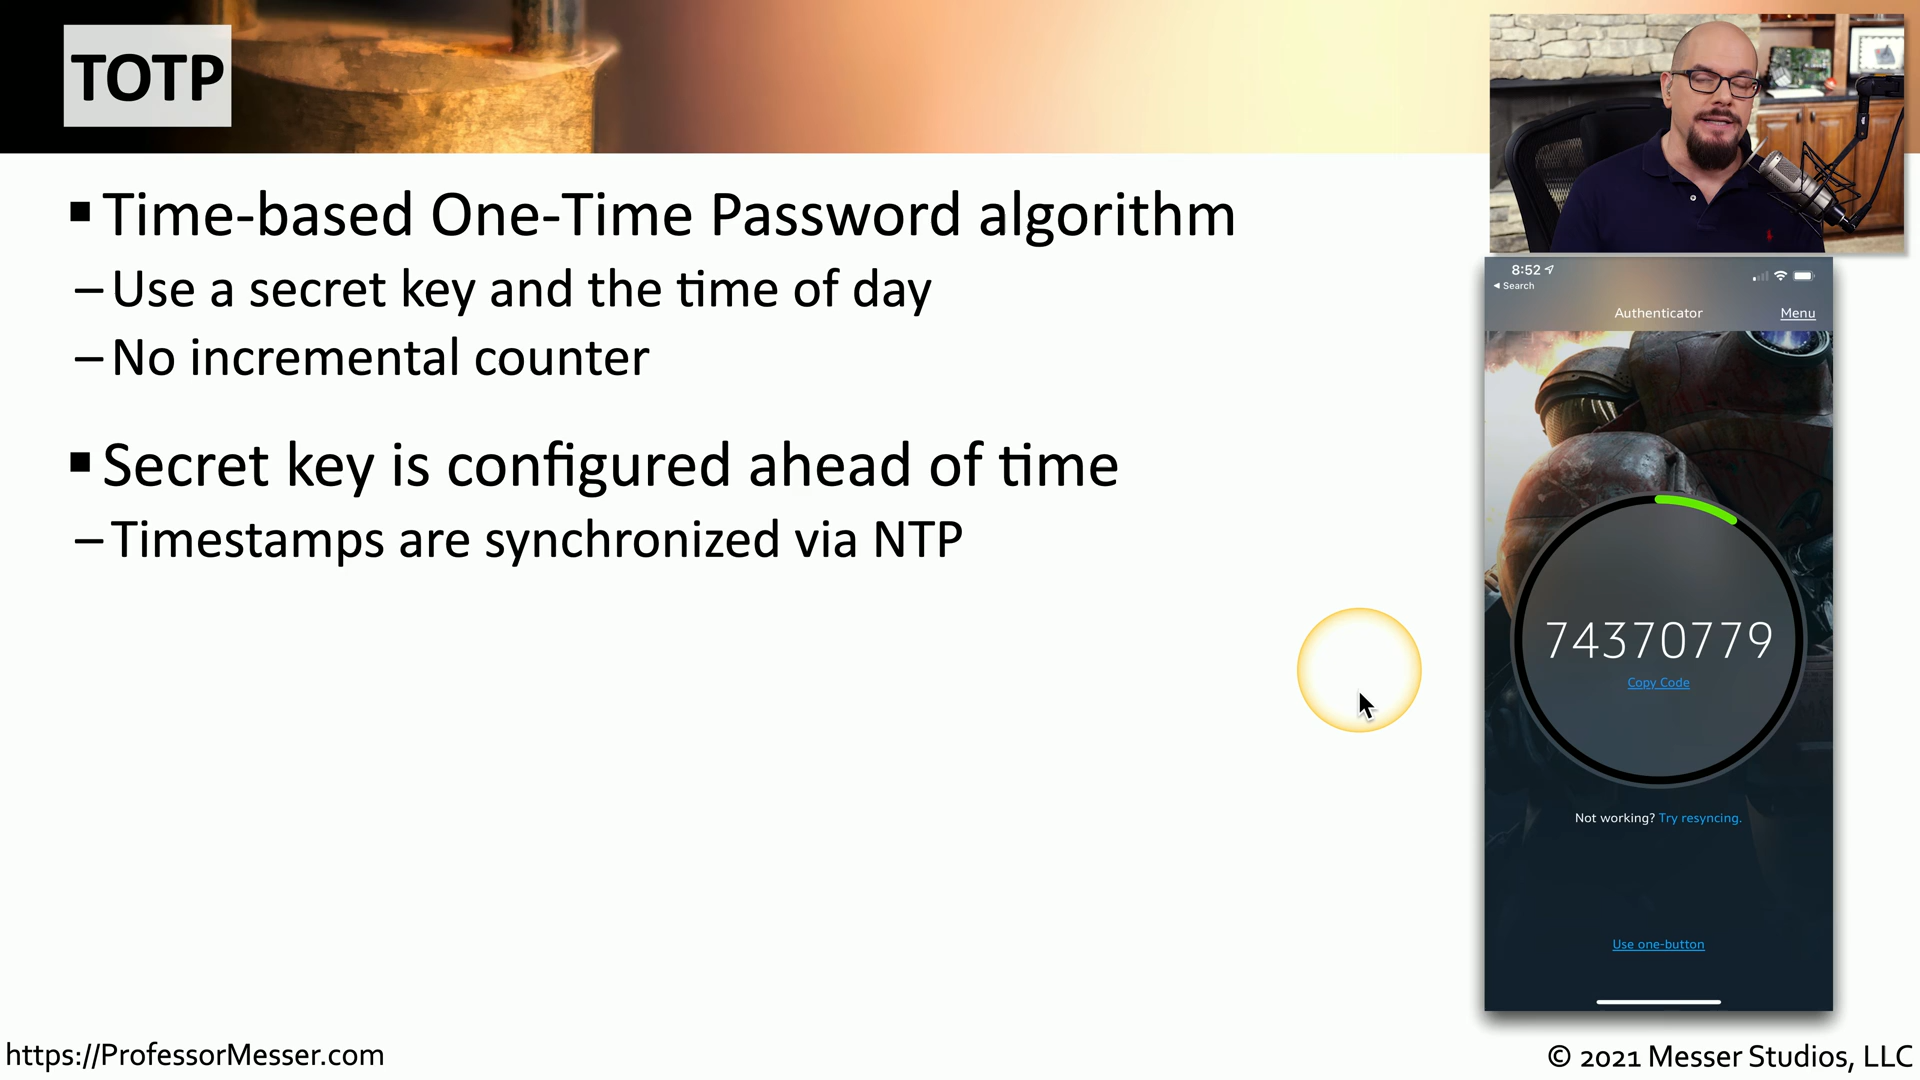 TOTP
▪ Time-based One-Time Password algorithm
– Use a secret key and the time of day
– No incremental counter
▪ Secret key is configured ahead of time
– Timestamps are synchronized via NTP
8:52
◀ Search
Authenticator
Menu
74370779
Copy Code
Not working? Try resyncing.
Use one-button
https://ProfessorMesser.com
© 2021 Messer Studios, LLC